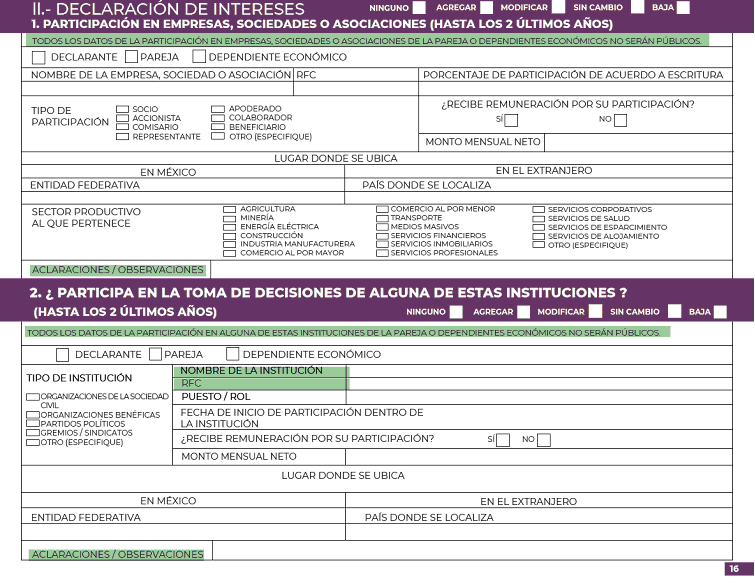 II.- DECLARACIÓN DE INTERESES
NINGUNO AGREGAR MODIFICAR SIN CAMBIO BAJA
1. PARTICIPACIÓN EN EMPRESAS, SOCIEDADES O ASOCIACIONES (HASTA LOS 2 ÚLTIMOS AÑOS)
TODOS LOS DATOS DE LA PARTICIPACIÓN EN EMPRESAS, SOCIEDADES O ASOCIACIONES DE LA PAREJA O DEPENDIENTES ECONÓMICOS NO SERÁN PÚBLICOS.
DECLARANTE PAREJA DEPENDIENTE ECONÓMICO
NOMBRE DE LA EMPRESA, SOCIEDAD O ASOCIACIÓN RFC PORCENTAJE DE PARTICIPACIÓN DE ACUERDO A ESCRITURA
TIPO DE
PARTICIPACIÓN
SOCIO
ACCIONISTA
COMISARIO
REPRESENTANTE
APODERADO
COLABORADOR
BENEFICIARIO
OTRO (ESPECIFIQUE)
¿RECIBE REMUNERACIÓN POR SU PARTICIPACIÓN?
SÍ NO
MONTO MENSUAL NETO
LUGAR DONDE SE UBICA
EN MÉXICO EN EL EXTRANJERO
ENTIDAD FEDERATIVA PAÍS DONDE SE LOCALIZA
SECTOR PRODUCTIVO
AL QUE PERTENECE
AGRICULTURA
MINERÍA
ENERGÍA ELÉCTRICA
CONSTRUCCIÓN
INDUSTRIA MANUFACTURERA
COMERCIO AL POR MAYOR
COMERCIO AL POR MENOR
TRANSPORTE
MEDIOS MASIVOS
SERVICIOS FINANCIEROS
SERVICIOS INMOBILIARIOS
SERVICIOS PROFESIONALES
SERVICIOS CORPORATIVOS
SERVICIOS DE SALUD
SERVICIOS DE ESPARCIMIENTO
SERVICIOS DE ALOJAMIENTO
OTRO (ESPECIFIQUE)
ACLARACIONES / OBSERVACIONES
2. ¿ PARTICIPA EN LA TOMA DE DECISIONES DE ALGUNA DE ESTAS INSTITUCIONES ?
(HASTA LOS 2 ÚLTIMOS AÑOS)
NINGUNO AGREGAR MODIFICAR SIN CAMBIO BAJA
TODOS LOS DATOS DE LA PARTICIPACIÓN EN ALGUNA DE ESTAS INSTITUCIONES DE LA PAREJA O DEPENDIENTES ECONÓMICOS NO SERÁN PÚBLICOS.
DECLARANTE PAREJA DEPENDIENTE ECONÓMICO
TIPO DE INSTITUCIÓN
ORGANIZACIONES DE LA SOCIEDAD
CIVIL
ORGANIZACIONES BENÉFICAS
PARTIDOS POLÍTICOS
GREMIOS / SINDICATOS
OTRO (ESPECIFIQUE)
NOMBRE DE LA INSTITUCIÓN
RFC
PUESTO / ROL
FECHA DE INICIO DE PARTICIPACIÓN DENTRO DE
LA INSTITUCIÓN
¿RECIBE REMUNERACIÓN POR SU PARTICIPACIÓN? SÍ NO
MONTO MENSUAL NETO
LUGAR DONDE SE UBICA
EN MÉXICO EN EL EXTRANJERO
ENTIDAD FEDERATIVA PAÍS DONDE SE LOCALIZA
ACLARACIONES / OBSERVACIONES
16